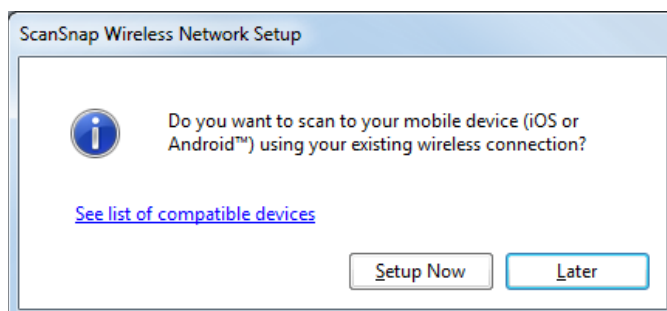 ScanSnap Wireless Network Setup
Do you want to scan to your mobile device (iOS or
Android™) using your existing wireless connection?
See list of compatible devices
Setup Now
Later